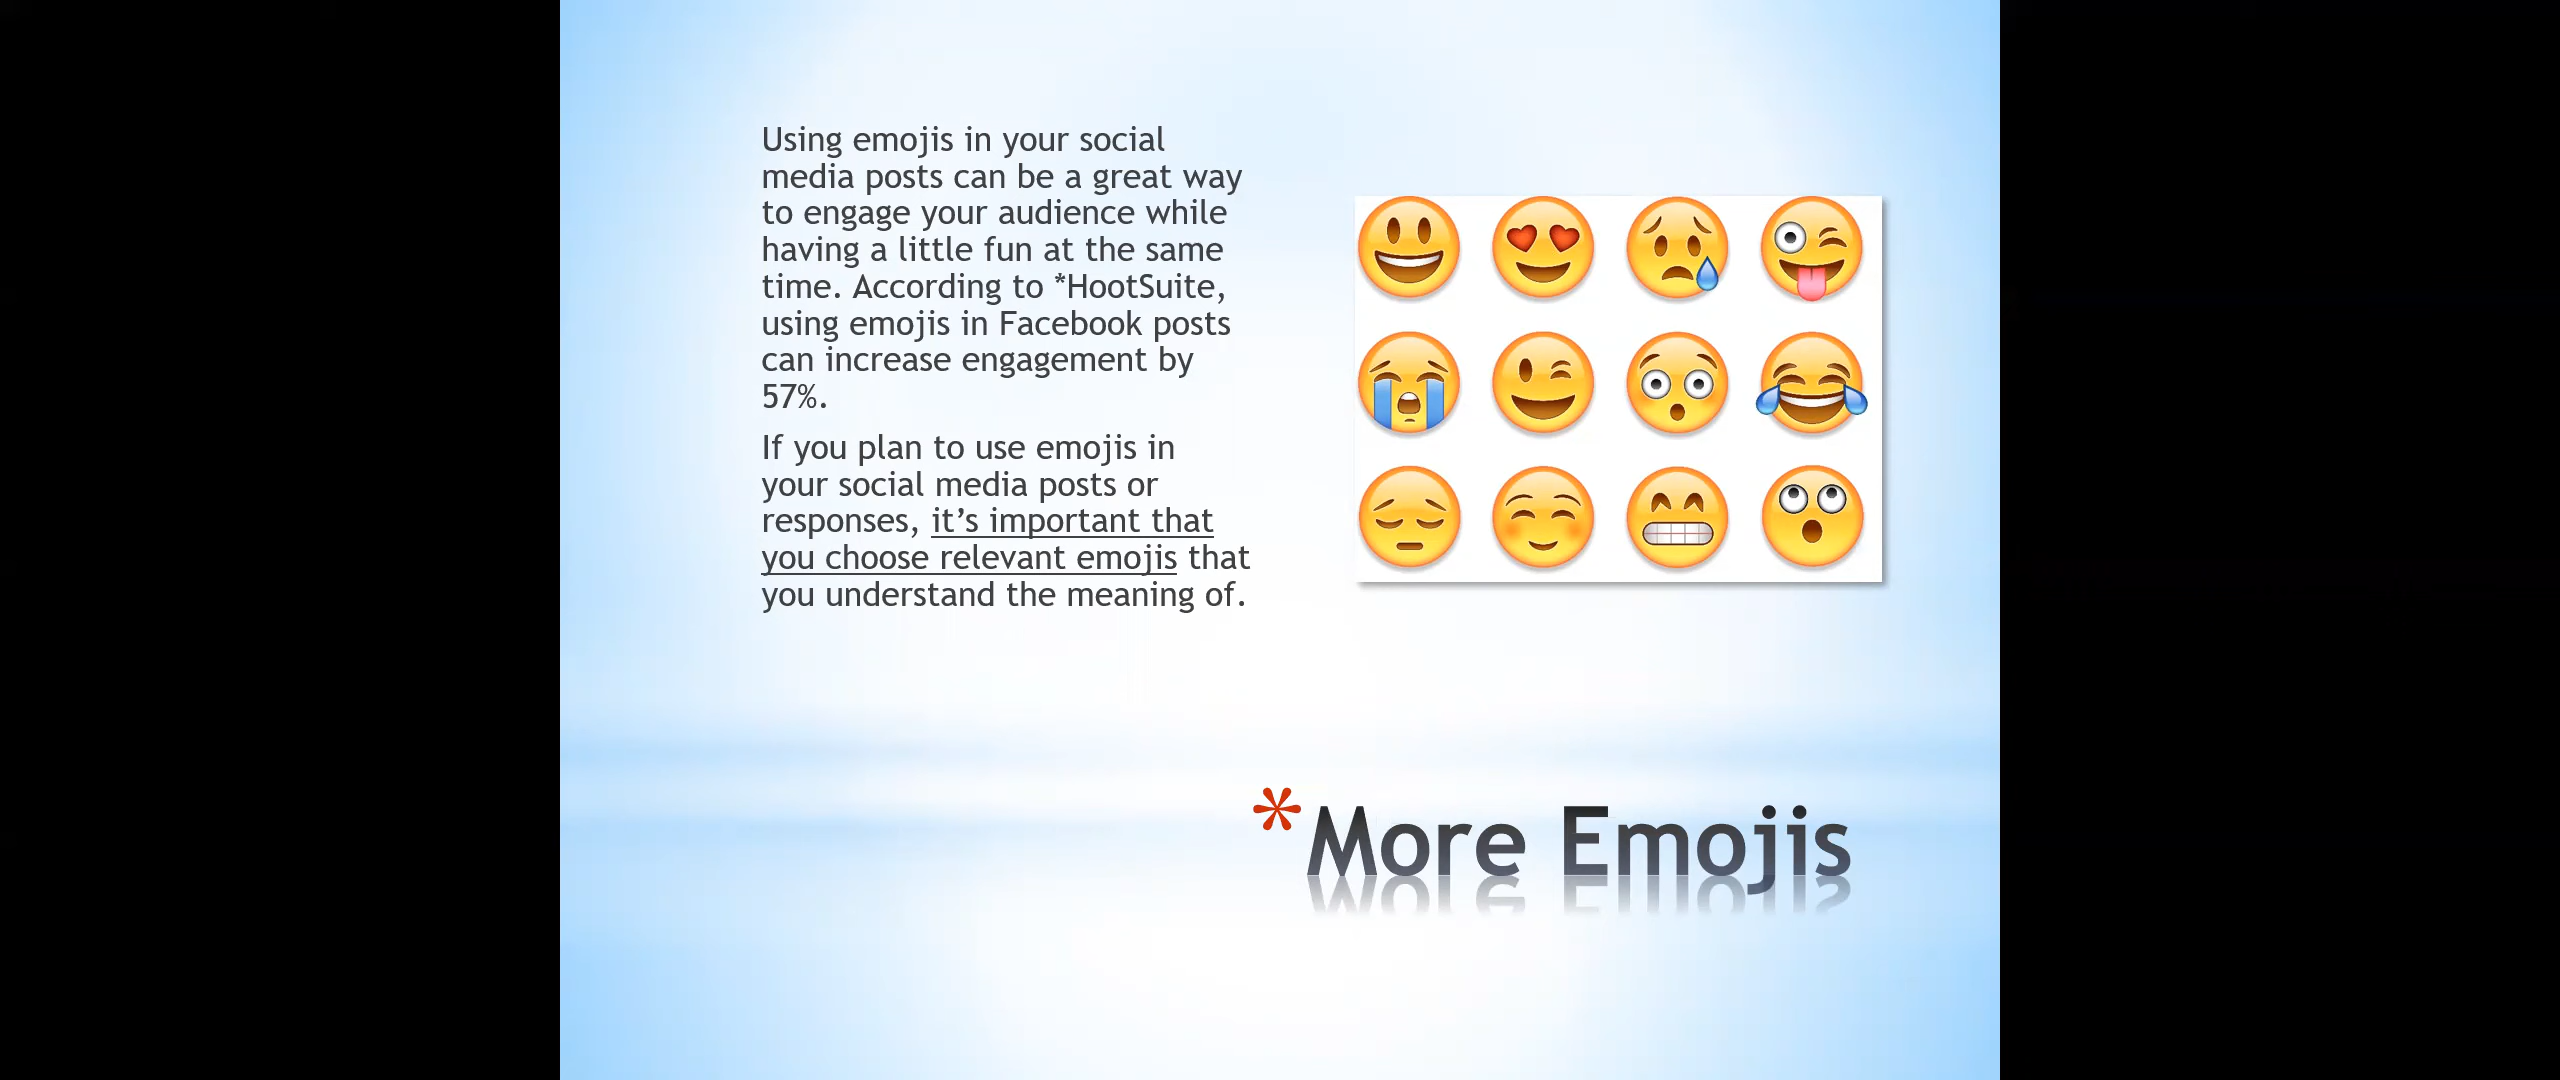 Using emojis in your social
media posts can be a great way
to engage your audience while
having a little fun at the same
time. According to *HootSuite,
using emojis in Facebook posts
can increase engagement by
57%.
If you plan to use emojis in
your social media posts or
responses, it’s important that
you choose relevant emojis that
you understand the meaning of.
*More Emojis